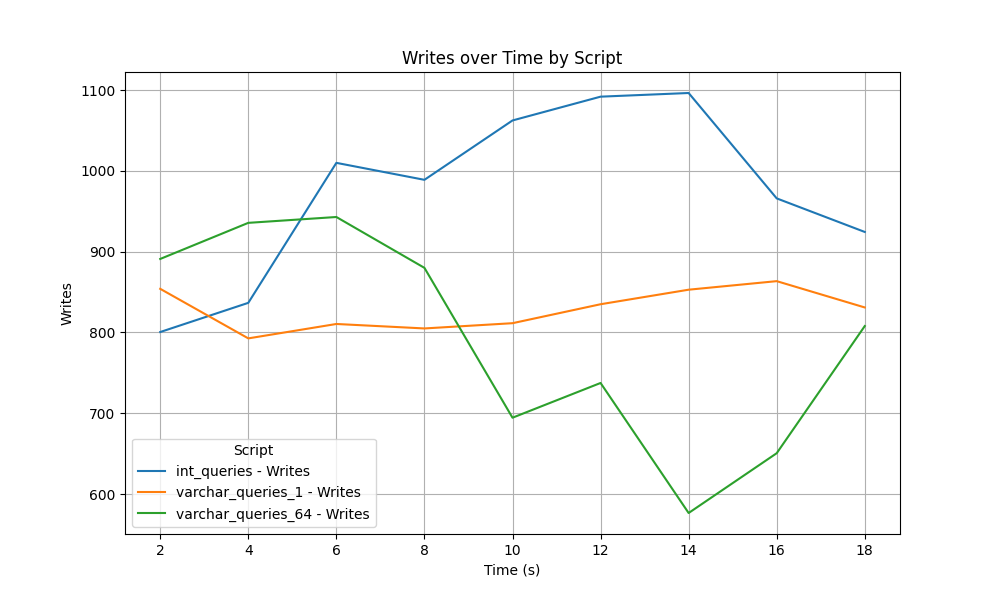 Writes over Time by Script
1100
1000
900
800
700
600
Writes
Script
int_queries - Writes
varchar_queries_1 - Writes
varchar_queries_64 - Writes
2 4 6 8 10 12 14 16 18
Time (s)